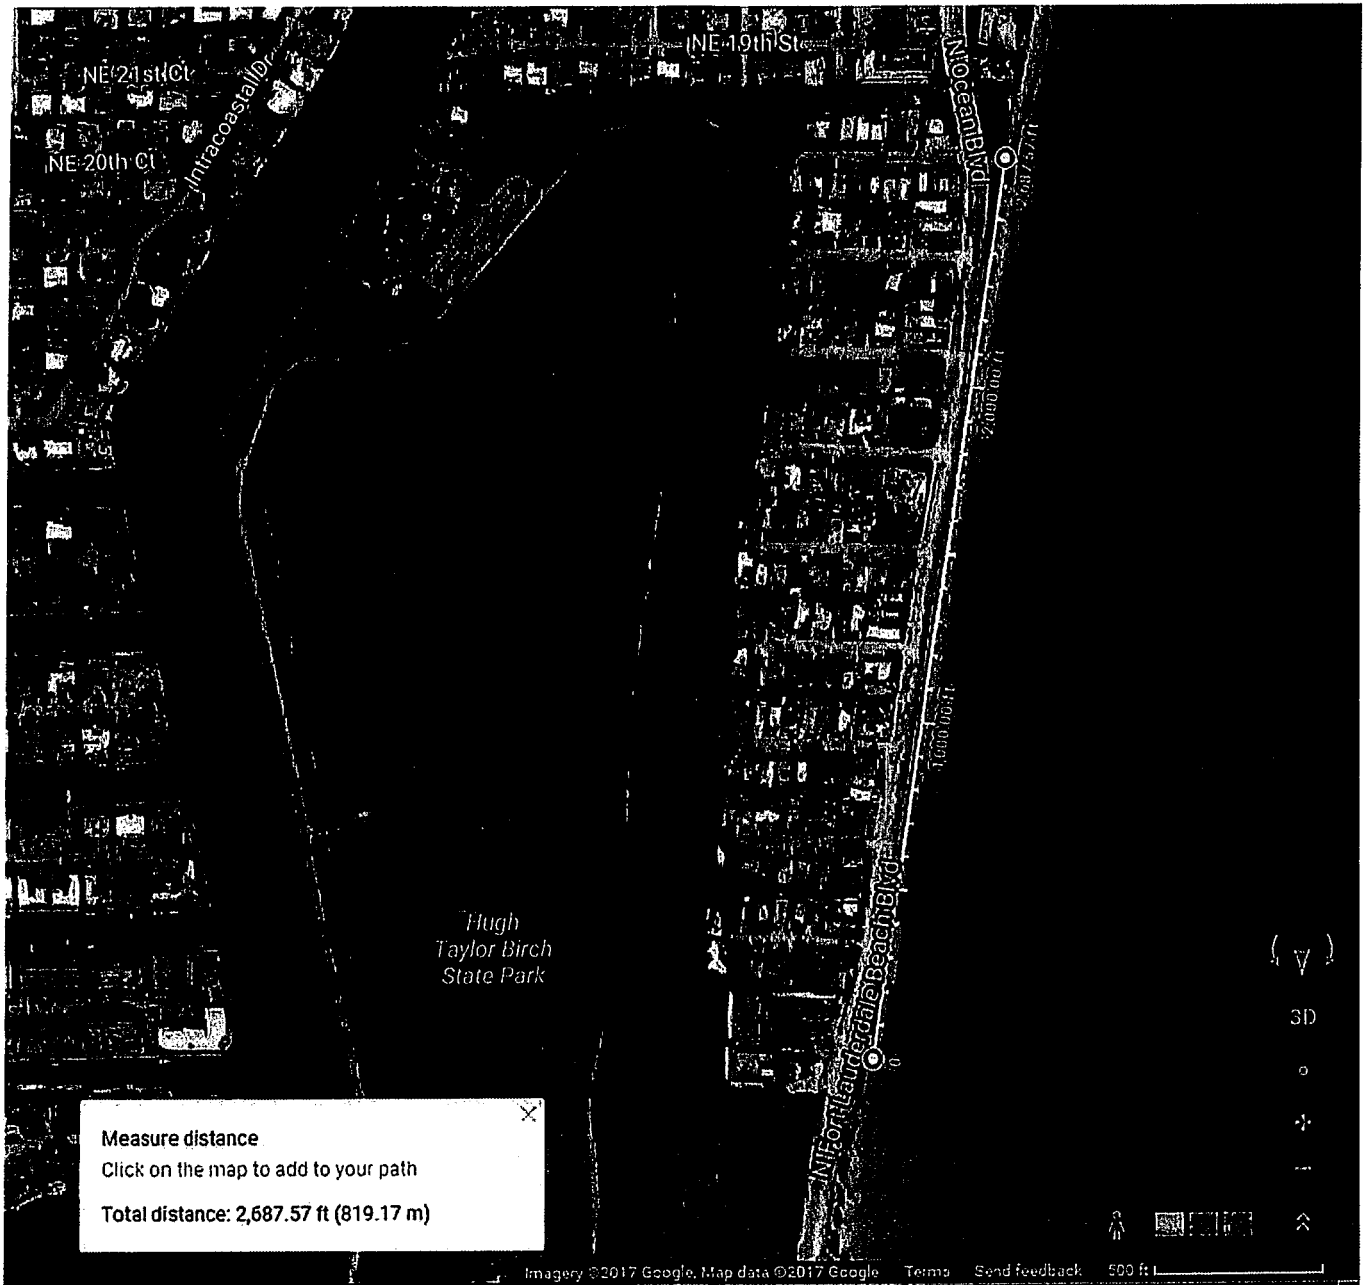 NE 19th St
NE 21st Ct
Intracoastal Dr
NE 20th Ct
N Ocean Blvd
2,000.00 ft
1,000.00 ft
N Fort Lauderdale Beach Blvd
0
Hugh
Taylor Birch
State Park
3D
Measure distance
Click on the map to add to your path
Total distance: 2,687.57 ft (819.17 m)
Imagery ©2017 Google, Map data ©2017 Google Terms Send feedback 500 ft